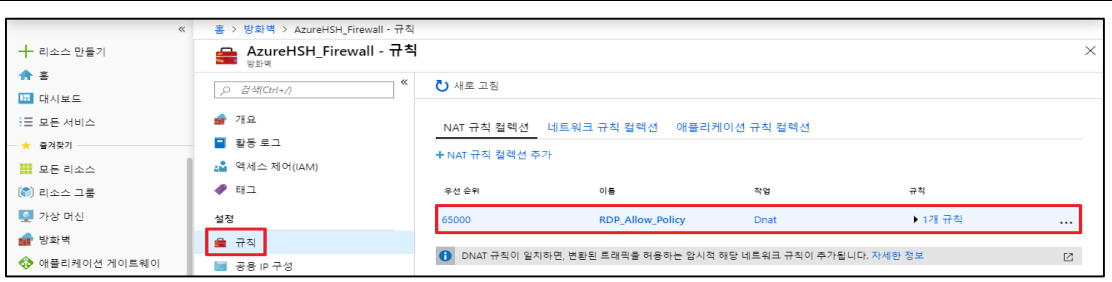 홈 > 방화벽 > AzureHSH_Firewall - 규칙
리소스 만들기
홈
대시보드
모든 서비스
즐겨찾기
모든 리소스
리소스 그룹
가상 머신
방화벽
애플리케이션 게이트웨이
AzureHSH_Firewall - 규칙
방화벽
검색(Ctrl+/)
개요
활동 로그
액세스 제어(IAM)
태그
설정
규칙
공용 IP 구성
새로 고침
NAT 규칙 컬렉션 네트워크 규칙 컬렉션 애플리케이션 규칙 컬렉션
+ NAT 규칙 컬렉션 추가
우선 순위 이름 작업 규칙
65000 RDP_Allow_Policy Dnat 1개 규칙 ...
DNAT 규칙이 일치하면, 변환된 트래픽을 허용하는 암시적 해당 네트워크 규칙이 추가됩니다. 자세한 정보